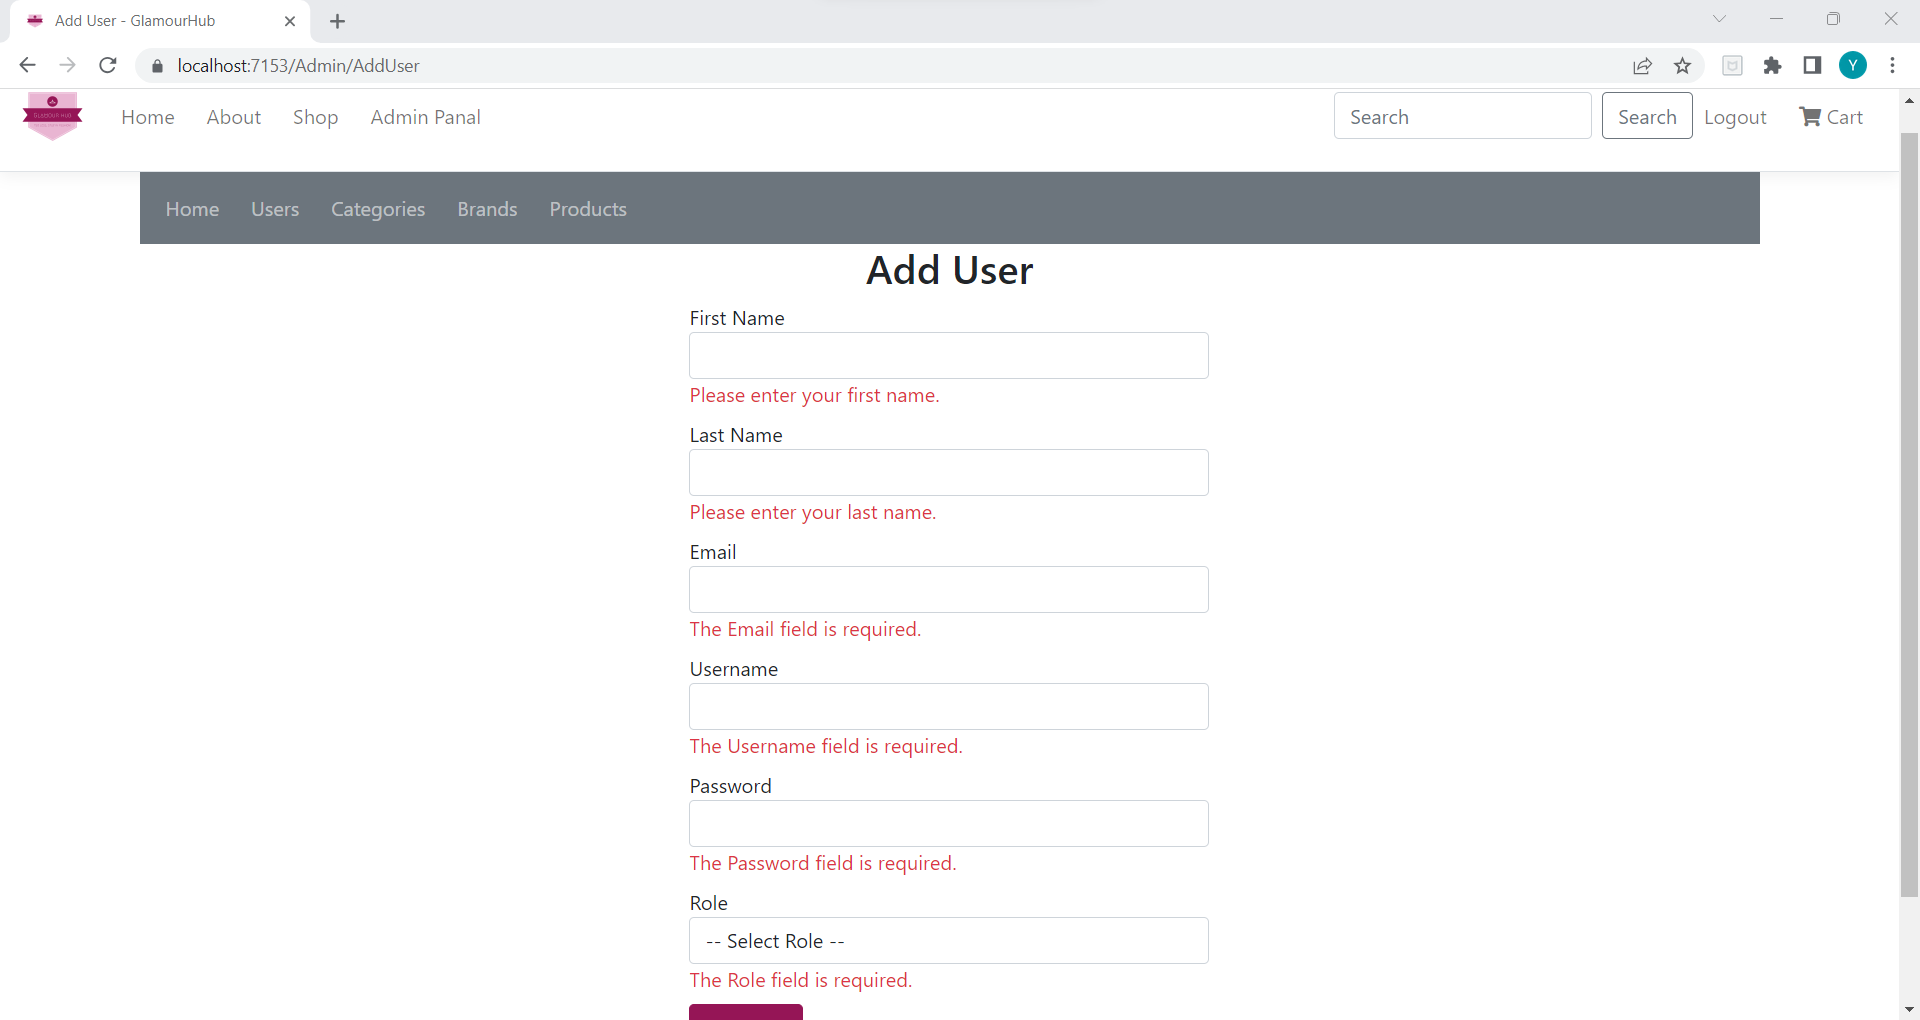 Add User - GlamourHub
localhost:7153/Admin/AddUser
Y
Glamour Hub
Home About Shop Admin Panal Search Search Logout Cart
Home Users Categories Brands Products
Add User
First Name
Please enter your first name.
Last Name
Please enter your last name.
Email
The Email field is required.
Username
The Username field is required.
Password
The Password field is required.
Role
-- Select Role --
The Role field is required.